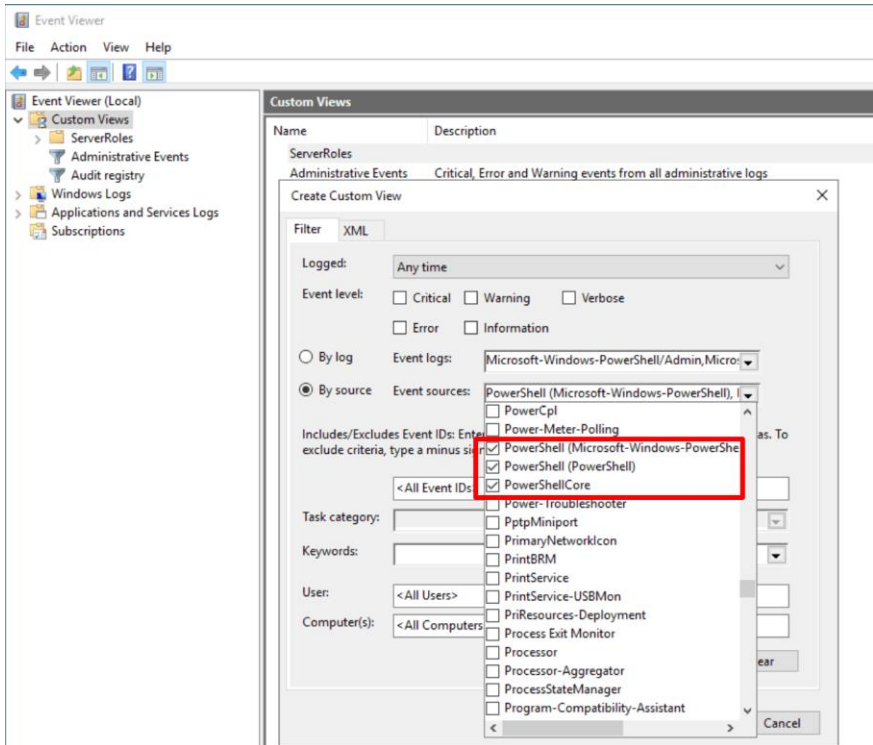 Event Viewer
File Action View Help
Event Viewer (Local)
Custom Views
ServerRoles
Administrative Events
Audit registry
Windows Logs
Applications and Services Logs
Subscriptions
Custom Views
Name Description
ServerRoles
Administrative Events Critical, Error and Warning events from all administrative logs
Create Custom View
Filter XML
Logged: Any time
Event level: Critical Warning Verbose
Error Information
By log Event logs: Microsoft-Windows-PowerShell/Admin,Micro
By source Event sources: PowerShell (Microsoft-Windows-PowerShell),
PowerCpl
Power-Meter-Polling
Includes/Excludes Event IDs: Ente as. To
exclude criteria, type a minus sig
PowerShell (Microsoft-Windows-PowerShe
PowerShell (PowerShell)
PowerShellCore
<All Event IDs
Power-Troubleshooter
Task category:
PptpMiniport
PrimaryNetworkIcon
Keywords:
PrintBRM
PrintService
User: <All Users>
PrintService-USBMon
PriResources-Deployment
Computer(s): <All Computers
Process Exit Monitor
Processor
Processor-Aggregator
ear
ProcessStateManager
Program-Compatibility-Assistant
Cancel